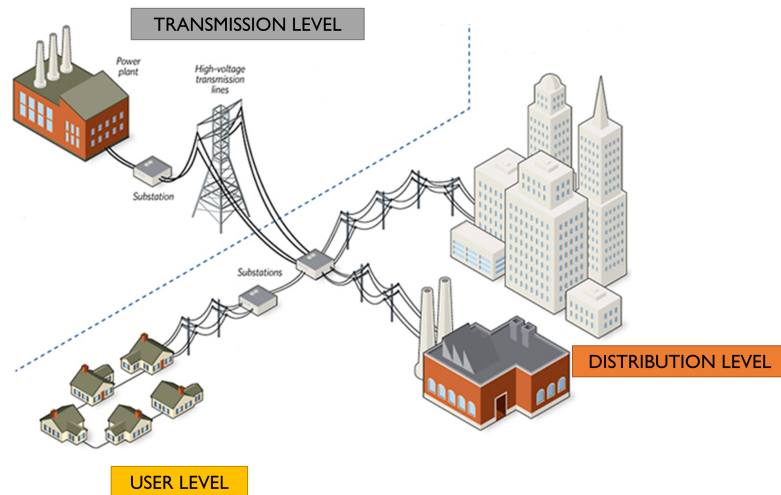 TRANSMISSION LEVEL
Power
plant
High-voltage
transmission
lines
Substation
Substations
DISTRIBUTION LEVEL
USER LEVEL